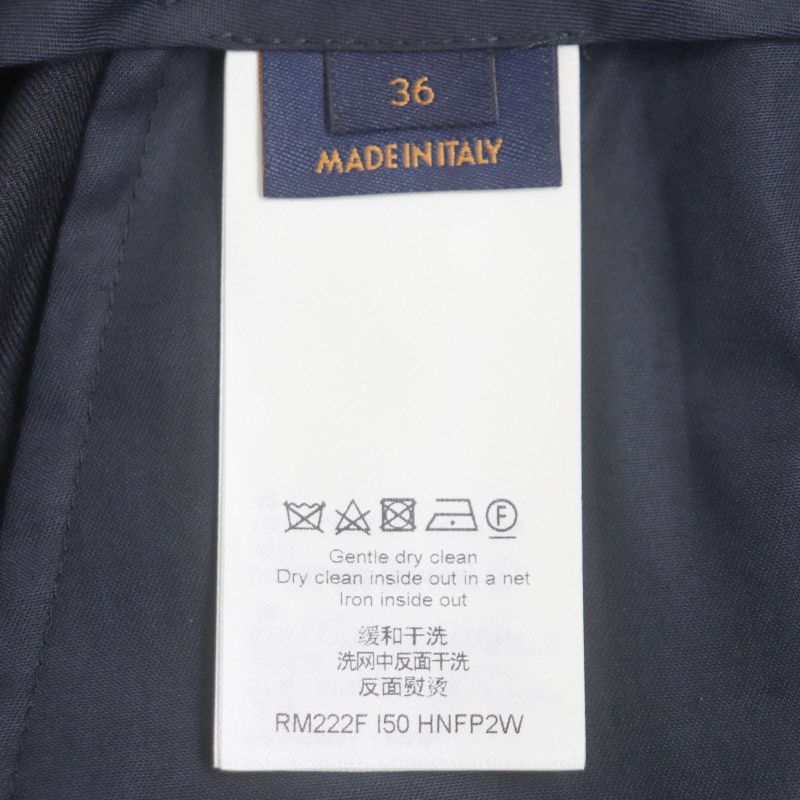 36
MADE IN ITALY
F
Gentle dry clean
Dry clean inside out in a net
Iron inside out
缓和干洗
洗网中反面干洗
反面熨烫
RM222F I50 HNFP2W